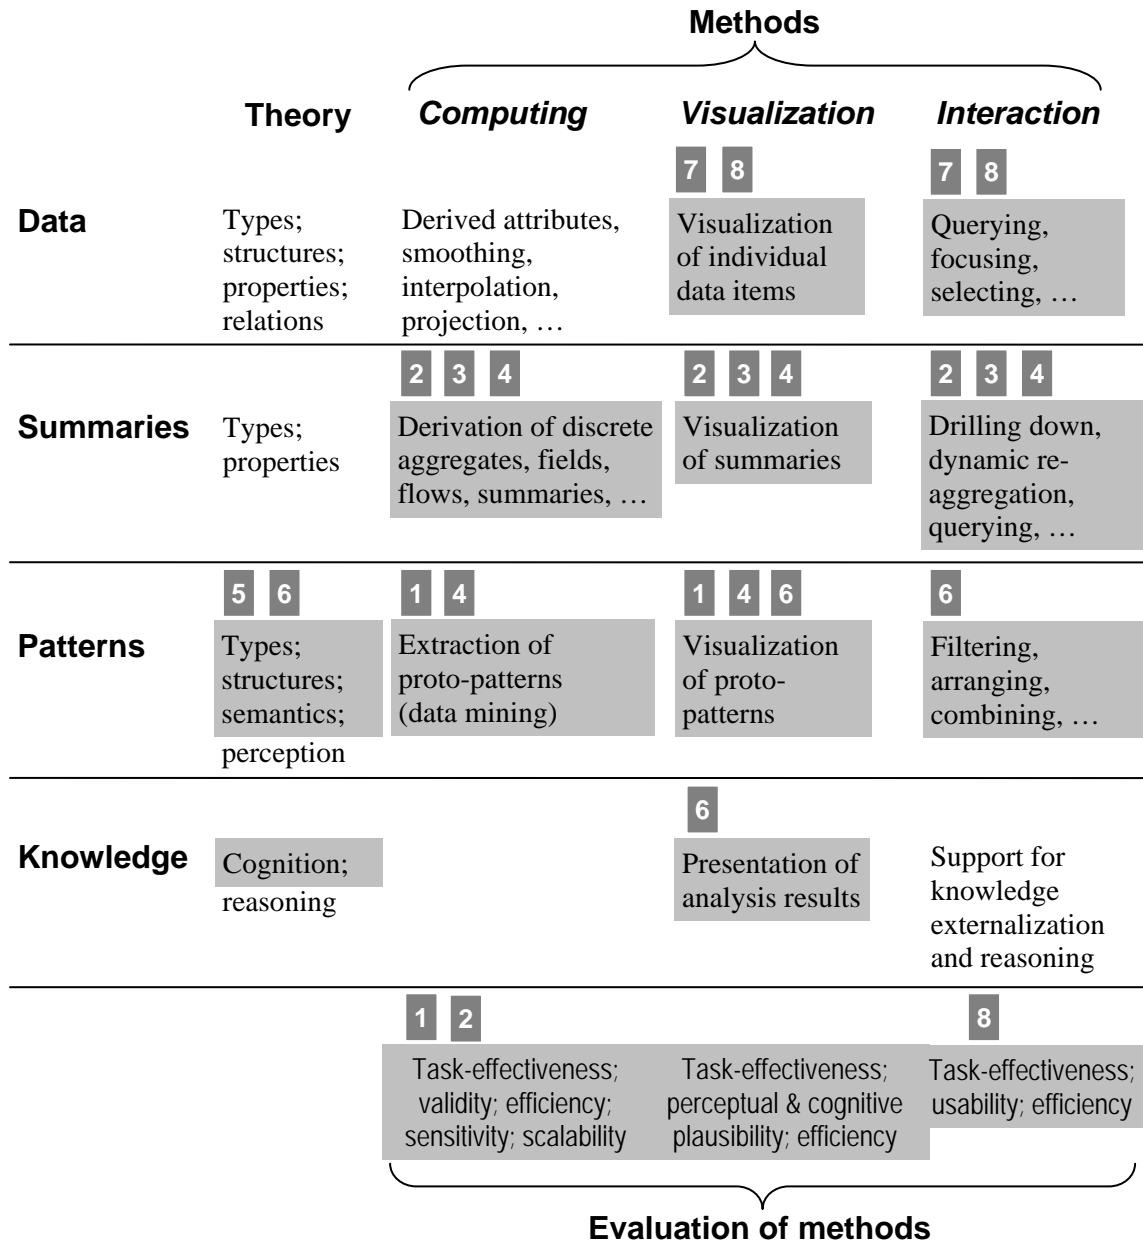 Methods
Theory Computing Visualization Interaction
7 8 7 8
Data
Types;
structures;
properties;
relations
Derived attributes,
smoothing,
interpolation,
projection, …
Visualization
of individual
data items
Querying,
focusing,
selecting, …
2 3 4 2 3 4 2 3 4
Summaries
Types;
properties
Derivation of discrete
aggregates, fields,
flows, summaries, …
Visualization
of summaries
Drilling down,
dynamic re-
aggregation,
querying, …
5 6 1 4 1 4 6 6
Patterns
Types;
structures;
semantics;
perception
Extraction of
proto-patterns
(data mining)
Visualization
of proto-
patterns
Filtering,
arranging,
combining, …
6
Knowledge
Cognition;
reasoning
Presentation of
analysis results
Support for
knowledge
externalization
and reasoning
1 2 8
Task-effectiveness;
validity; efficiency;
sensitivity; scalability
Task-effectiveness;
perceptual & cognitive
plausibility; efficiency
Task-effectiveness;
usability; efficiency
Evaluation of methods